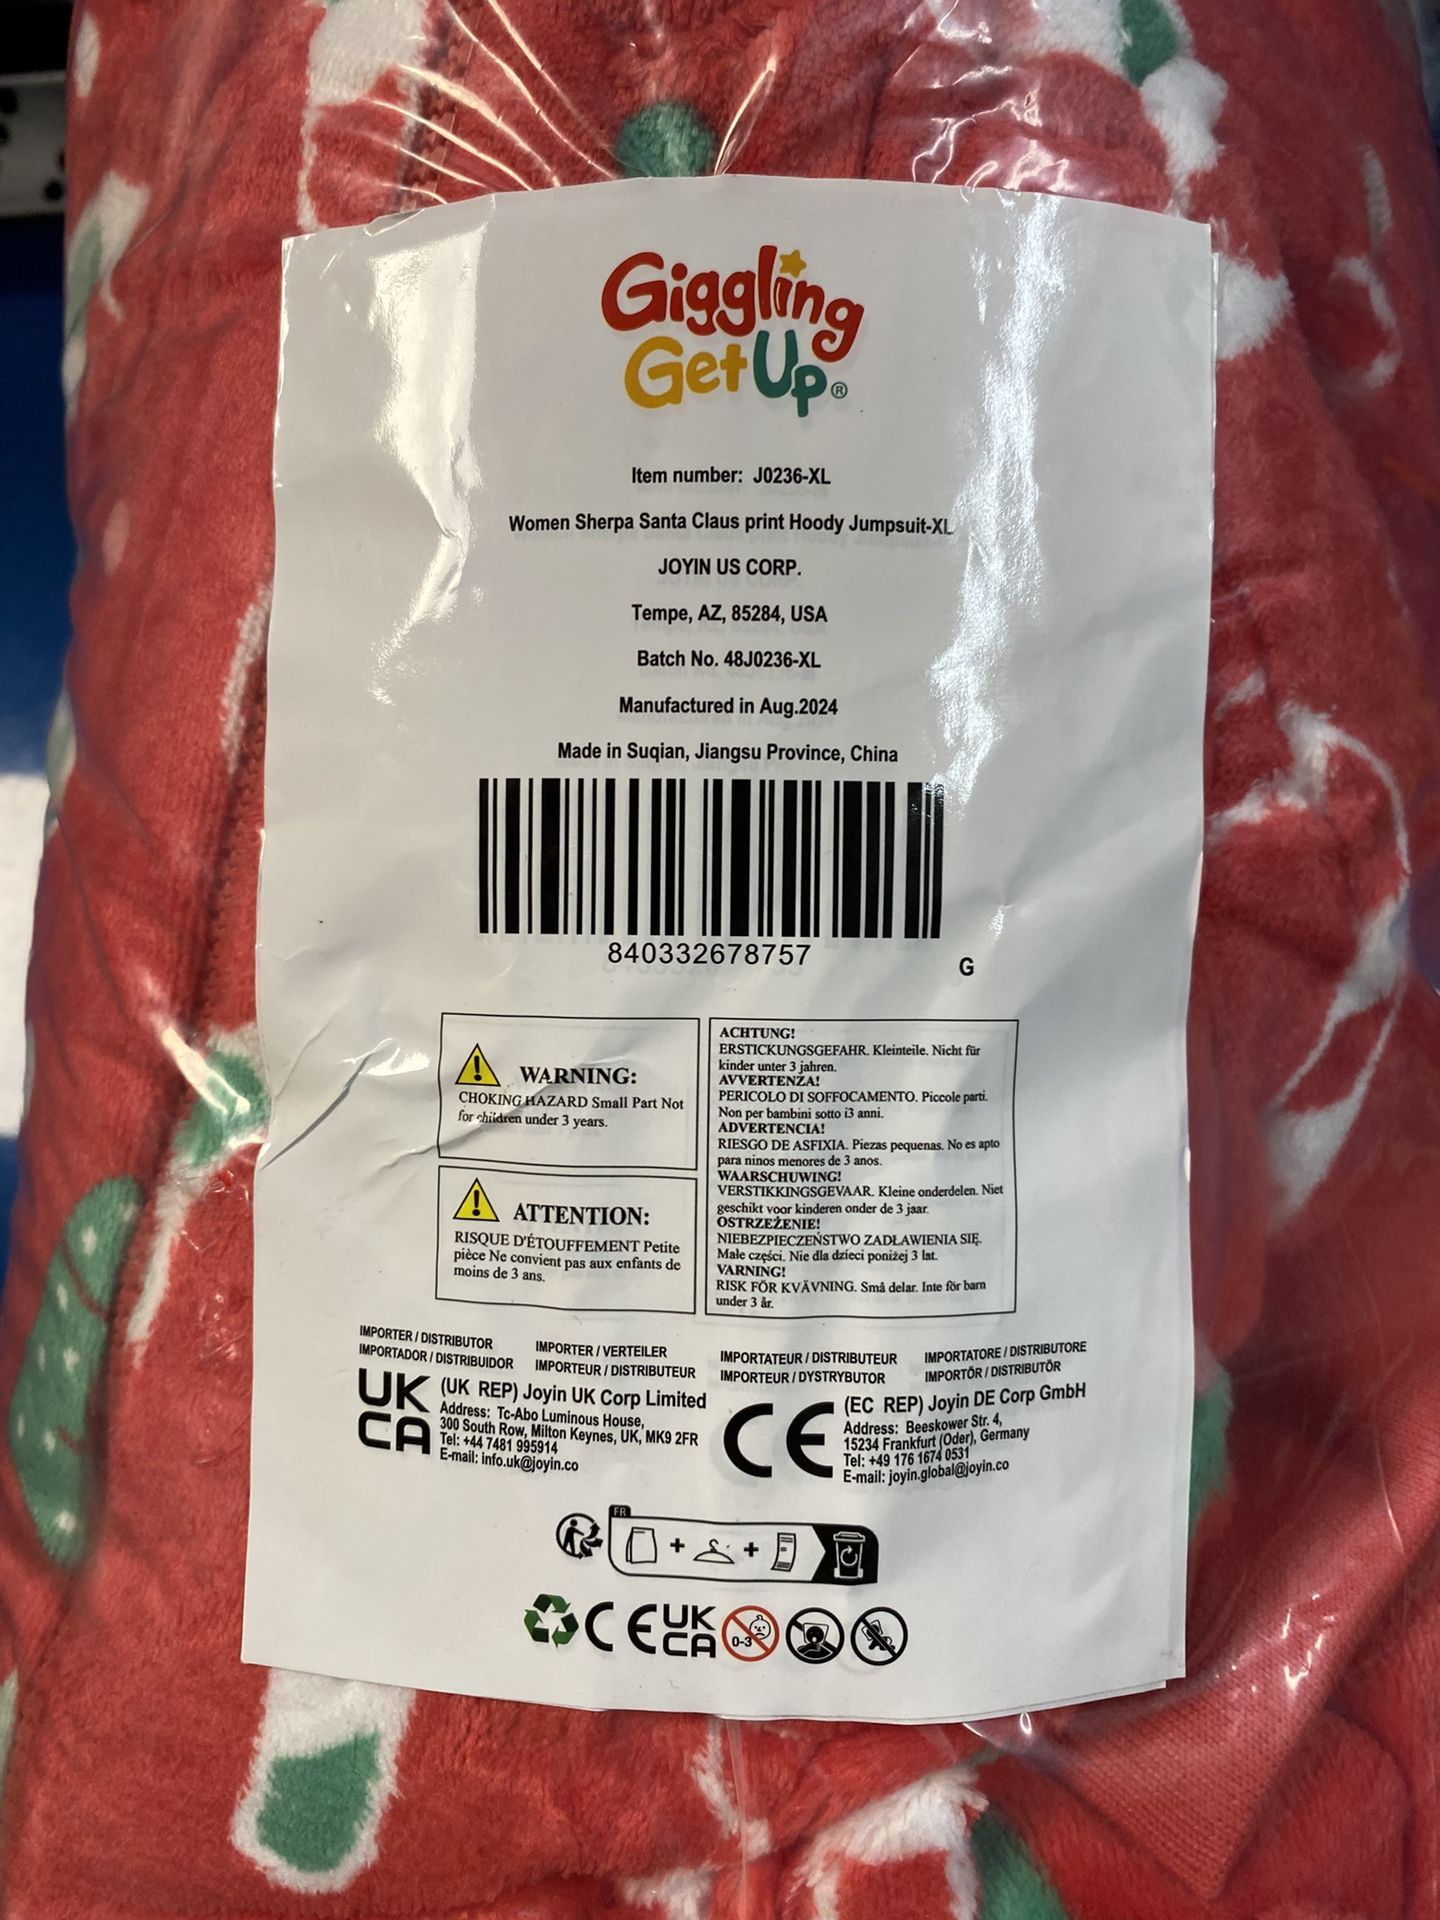 Giggling
GetUp®
Item number: J0236-XL
Women Sherpa Santa Claus print Hoody Jumpsuit-XL
JOYIN US CORP.
Tempe, AZ, 85284, USA
Batch No. 48J0236-XL
Manufactured in Aug.2024
Made in Suqian, Jiangsu Province, China
840332678757
G
WARNING:
CHOKING HAZARD Small Part Not
for children under 3 years.
ATTENTION:
RISQUE D'ÉTOUFFEMENT Petite
pièce Ne convient pas aux enfants de
moins de 3 ans.
ACHTUNG!
ERSTICKUNGSGEFAHR. Kleinteile. Nicht für
kinder unter 3 jahren.
AVVERTENZA!
PERICOLO DI SOFFOCAMENTO. Piccole parti.
Non per bambini sotto i3 anni.
ADVERTENCIA!
RIESGO DE ASFIXIA. Piezas pequenas. No es apto
para ninos menores de 3 anos.
WAARSCHUWING!
VERSTIKKINGSGEVAAR. Kleine onderdelen. Niet
geschikt voor kinderen onder de 3 jaar.
OSTRZEŻENIE!
NIEBEZPIECZEŃSTWO ZADŁAWIENIA SIĘ.
Małe części. Nie dla dzieci poniżej 3 lat.
VARNING!
RISK FÖR KVÄVNING. Små delar. Inte för barn
under 3 år.
IMPORTER / DISTRIBUTOR
IMPORTADOR / DISTRIBUIDOR
IMPORTER / VERTEILER
IMPORTEUR / DISTRIBUTEUR
IMPORTATEUR / DISTRIBUTEUR
IMPORTEUR / DYSTRYBUTOR
IMPORTATORE / DISTRIBUTORE
IMPORTÖR / DISTRIBUTÖR
UK
CA
(UK REP) Joyin UK Corp Limited
Address: Tc-Abo Luminous House,
300 South Row, Milton Keynes, UK, MK9 2FR
Tel: +44 7481 995914
E-mail: info.uk@joyin.co
CE
(EC REP) Joyin DE Corp GmbH
Address: Beeskower Str. 4,
15234 Frankfurt (Oder), Germany
Tel: +49 176 1674 0531
E-mail: joyin.global@joyin.co
FR
+ +
CE
UK
CA
0-3